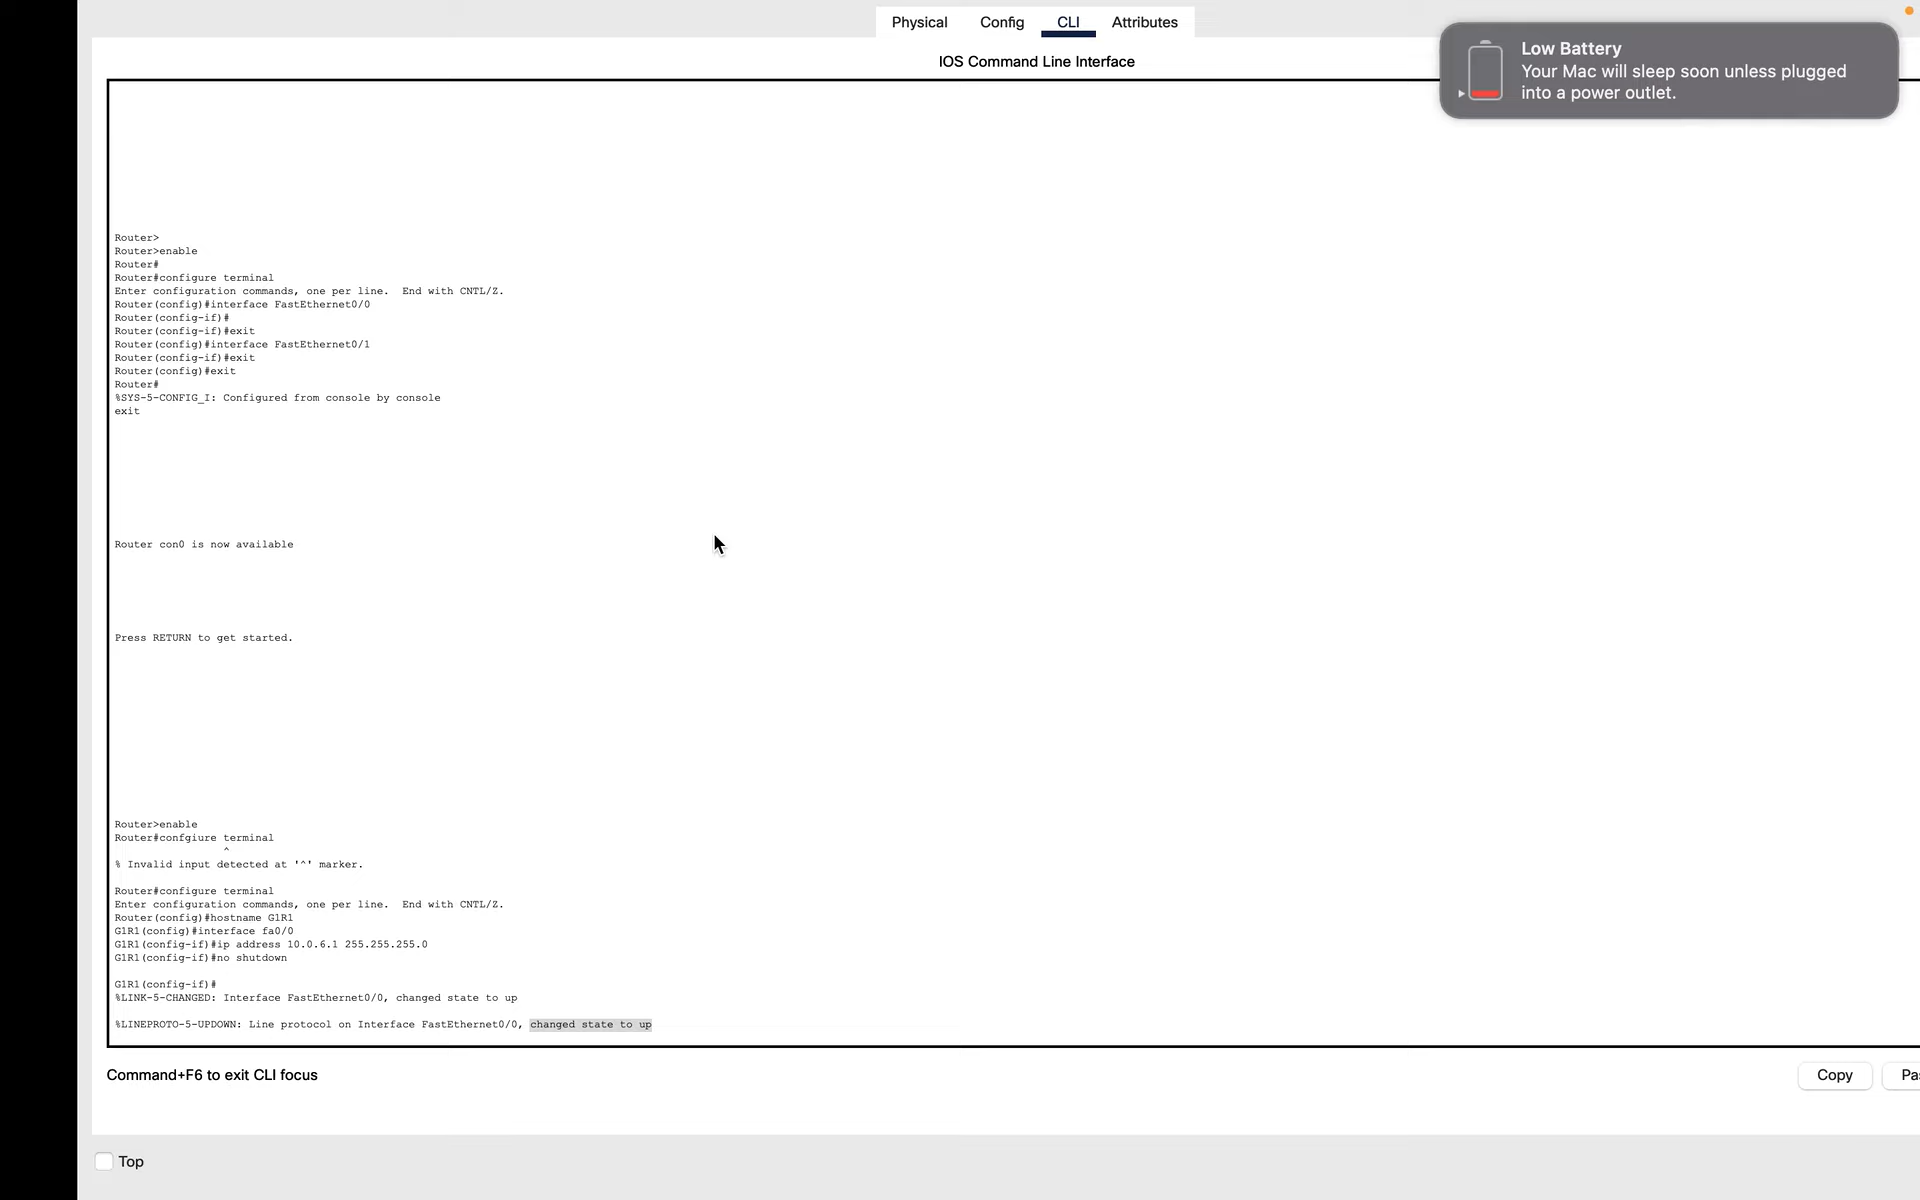 Physical Config CLI Attributes
Low Battery
Your Mac will sleep soon unless plugged
into a power outlet.
IOS Command Line Interface
Router>
Router>enable
Router#
Router#configure terminal
Enter configuration commands, one per line.  End with CNTL/Z.
Router(config)#interface FastEthernet0/0
Router(config-if)#
Router(config-if)#exit
Router(config)#interface FastEthernet0/1
Router(config-if)#exit
Router(config)#exit
Router#
%SYS-5-CONFIG_I: Configured from console by console
exit
Router con0 is now available
Press RETURN to get started.
Router>enable
Router#confgiure terminal
^
% Invalid input detected at '^' marker.
Router#configure terminal
Enter configuration commands, one per line.  End with CNTL/Z.
Router(config)#hostname G1R1
G1R1(config)#interface fa0/0
G1R1(config-if)#ip address 10.0.6.1 255.255.255.0
G1R1(config-if)#no shutdown
G1R1(config-if)#
%LINK-5-CHANGED: Interface FastEthernet0/0, changed state to up
%LINEPROTO-5-UPDOWN: Line protocol on Interface FastEthernet0/0, changed state to up
Command+F6 to exit CLI focus
Copy
Top